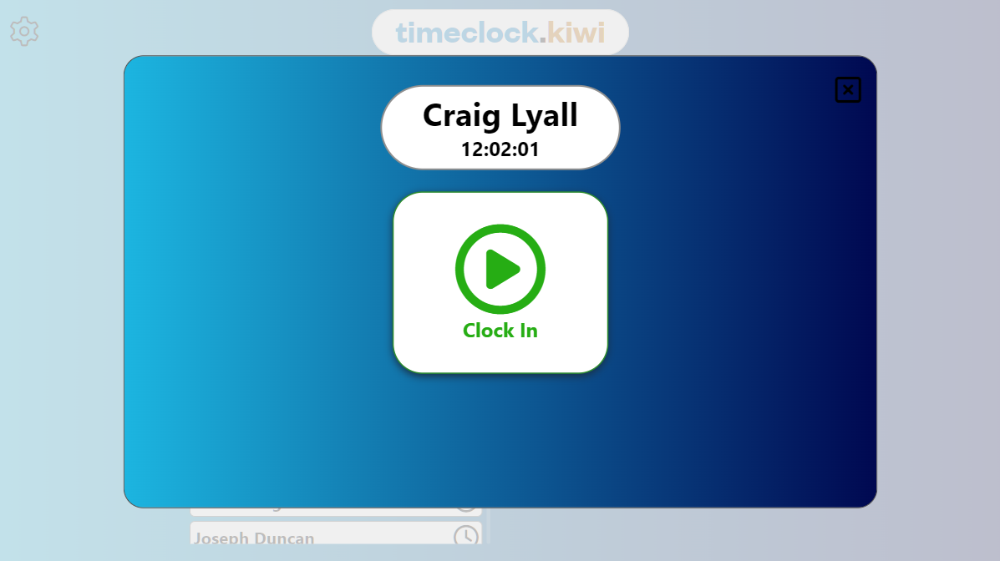 timeclock.kiwi
Craig Lyall
12:02:01
Clock In
Joseph Duncan